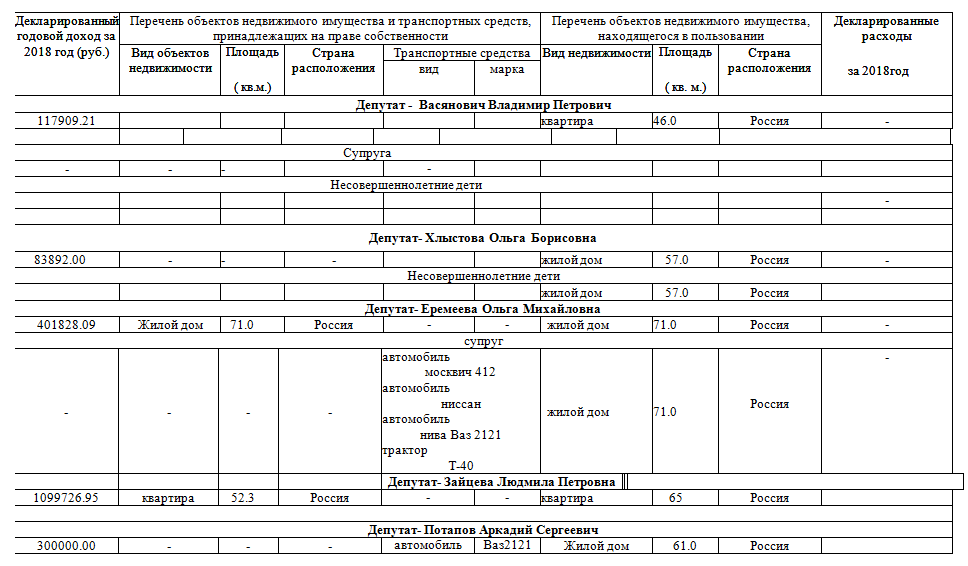 Декларированный годовой доход за 2018 год (руб.)
Перечень объектов недвижимого имущества и транспортных средств, принадлежащих на праве собственности
Перечень объектов недвижимого имущества, находящегося в пользовании
Декларированные расходы за 2018год
Вид объектов недвижимости
Площадь (кв.м.)
Страна расположения
Транспортные средства
вид
марка
Вид недвижимости
Площадь (кв. м.)
Страна расположения
Депутат - Васянович Владимир Петрович
117909.21 квартира 46.0 Россия -
Супруга
- - - -
Несовершеннолетние дети
-
Депутат- Хлыстова Ольга Борисовна
83892.00 - - - жилой дом 57.0 Россия -
Несовершеннолетние дети
жилой дом 57.0 Россия
Депутат- Еремеева Ольга Михайловна
401828.09 Жилой дом 71.0 Россия - - жилой дом 71.0 Россия -
супруг
- - - -
автомобиль
москвич 412
автомобиль
ниссан
автомобиль
нива Ваз 2121
трактор
Т-40
жилой дом 71.0 Россия -
Депутат- Зайцева Людмила Петровна
1099726.95 квартира 52.3 Россия - - квартира 65 Россия
Депутат- Потапов Аркадий Сергеевич
300000.00 - - - автомобиль Ваз2121 Жилой дом 61.0 Россия